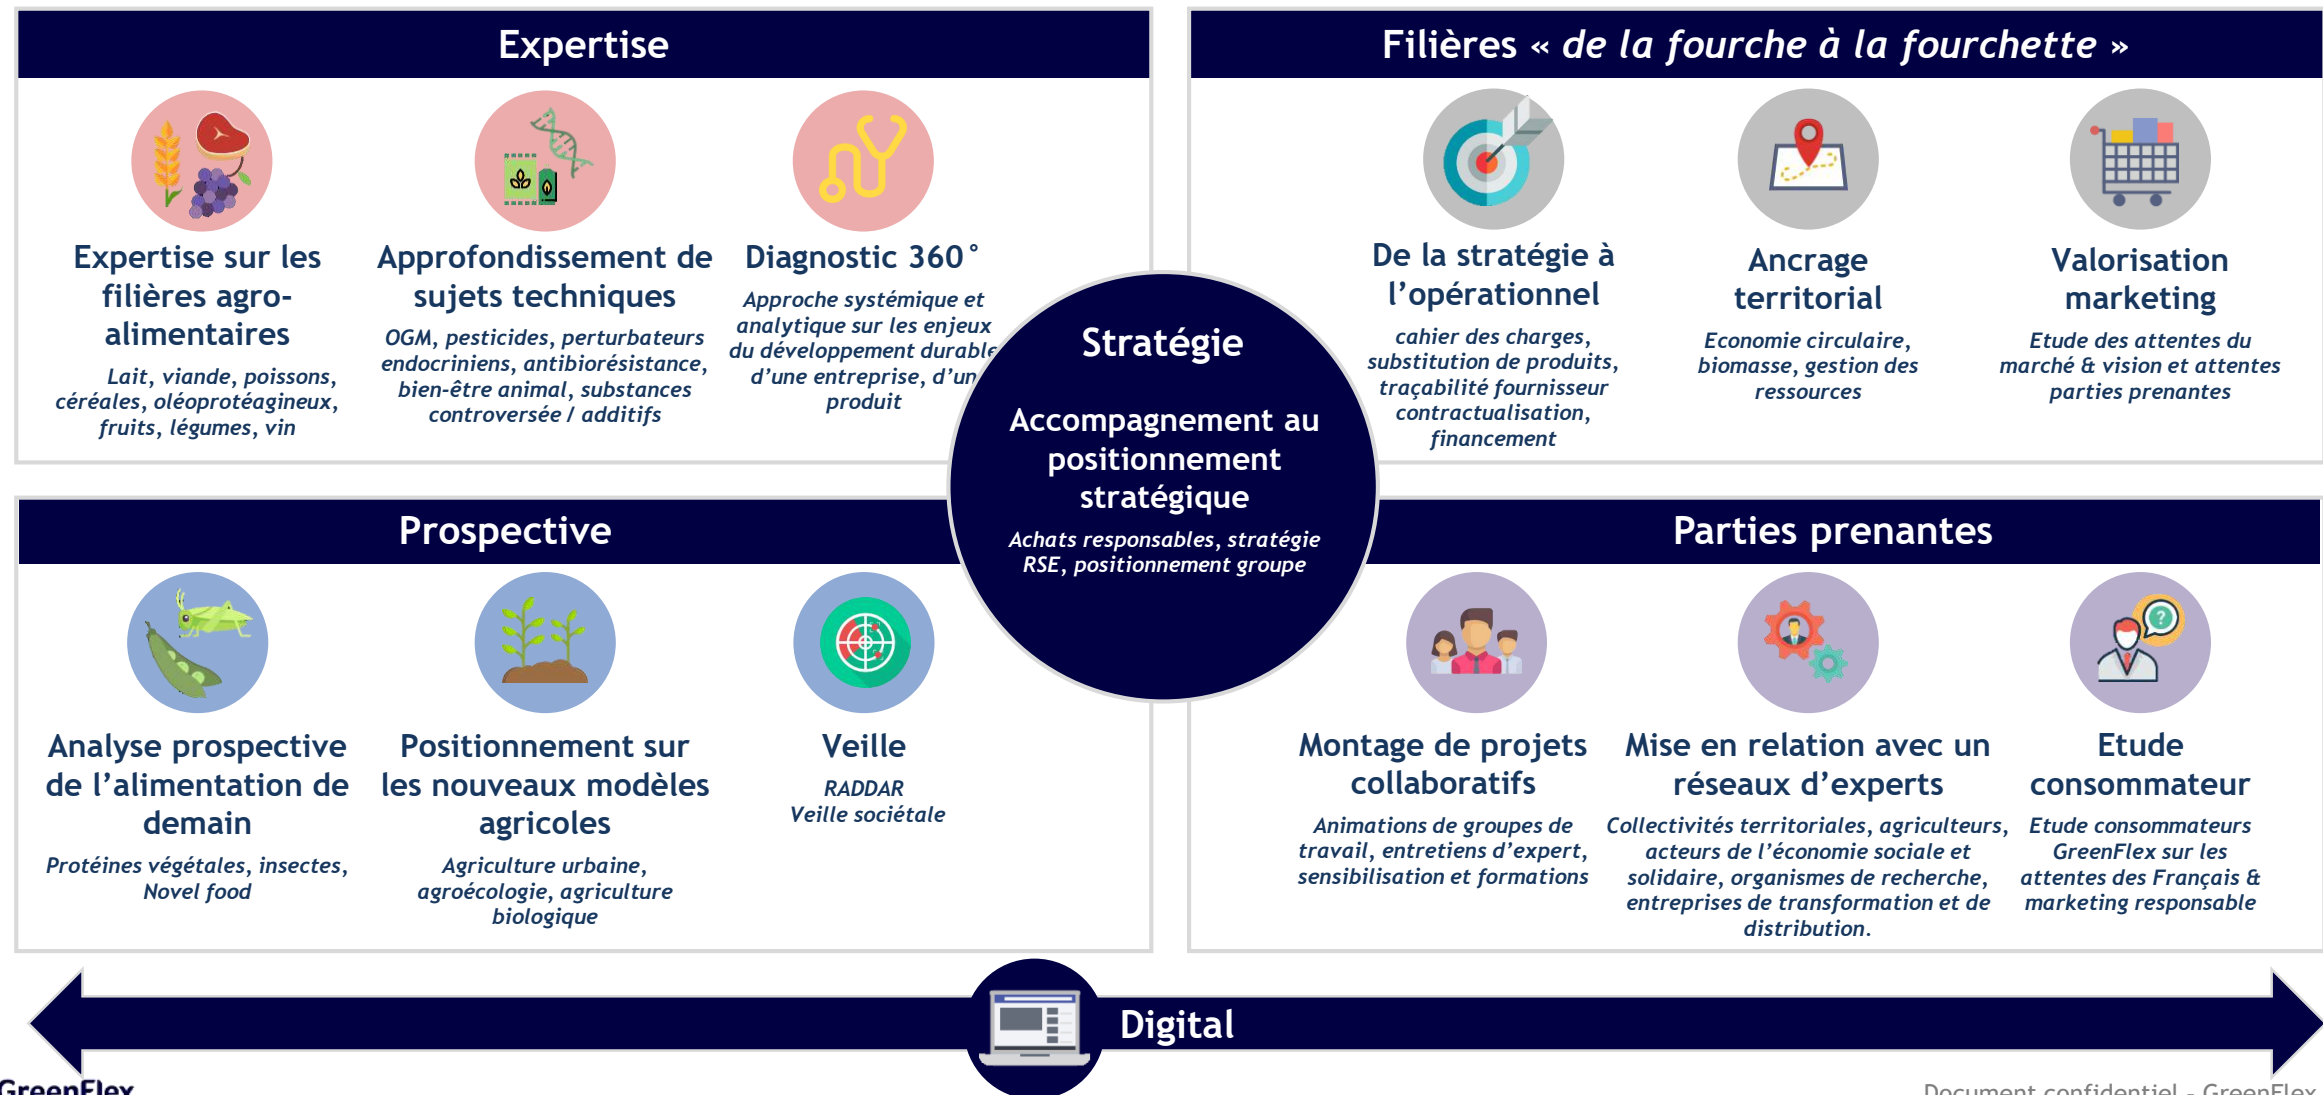 Expertise
Expertise sur les
filières agro-
alimentaires
Lait, viande, poissons,
céréales, oléoprotéagineux,
fruits, légumes, vin
Approfondissement de
sujets techniques
OGM, pesticides, perturbateurs
endocriniens, antibiorésistance,
bien-être animal, substances
controversée / additifs
Diagnostic 360°
Approche systémique et
analytique sur les enjeux
du développement durable
d’une entreprise, d’un
produit
Filières « de la fourche à la fourchette »
De la stratégie à
l’opérationnel
cahier des charges,
substitution de produits,
traçabilité fournisseur
contractualisation,
financement
Ancrage
territorial
Economie circulaire,
biomasse, gestion des
ressources
Valorisation
marketing
Etude des attentes du
marché & vision et attentes
parties prenantes
Stratégie
Accompagnement au
positionnement
stratégique
Achats responsables, stratégie
RSE, positionnement groupe
Prospective
Analyse prospective
de l’alimentation de
demain
Protéines végétales, insectes,
Novel food
Positionnement sur
les nouveaux modèles
agricoles
Agriculture urbaine,
agroécologie, agriculture
biologique
Veille
RADDAR
Veille sociétale
Parties prenantes
Montage de projets
collaboratifs
Animations de groupes de
travail, entretiens d’expert,
sensibilisation et formations
Mise en relation avec un
réseaux d’experts
Collectivités territoriales, agriculteurs,
acteurs de l’économie sociale et
solidaire, organismes de recherche,
entreprises de transformation et de
distribution.
Etude
consommateur
Etude consommateurs
GreenFlex sur les
attentes des Français &
marketing responsable
Digital
GreenFlex
Document confidentiel - GreenFlex